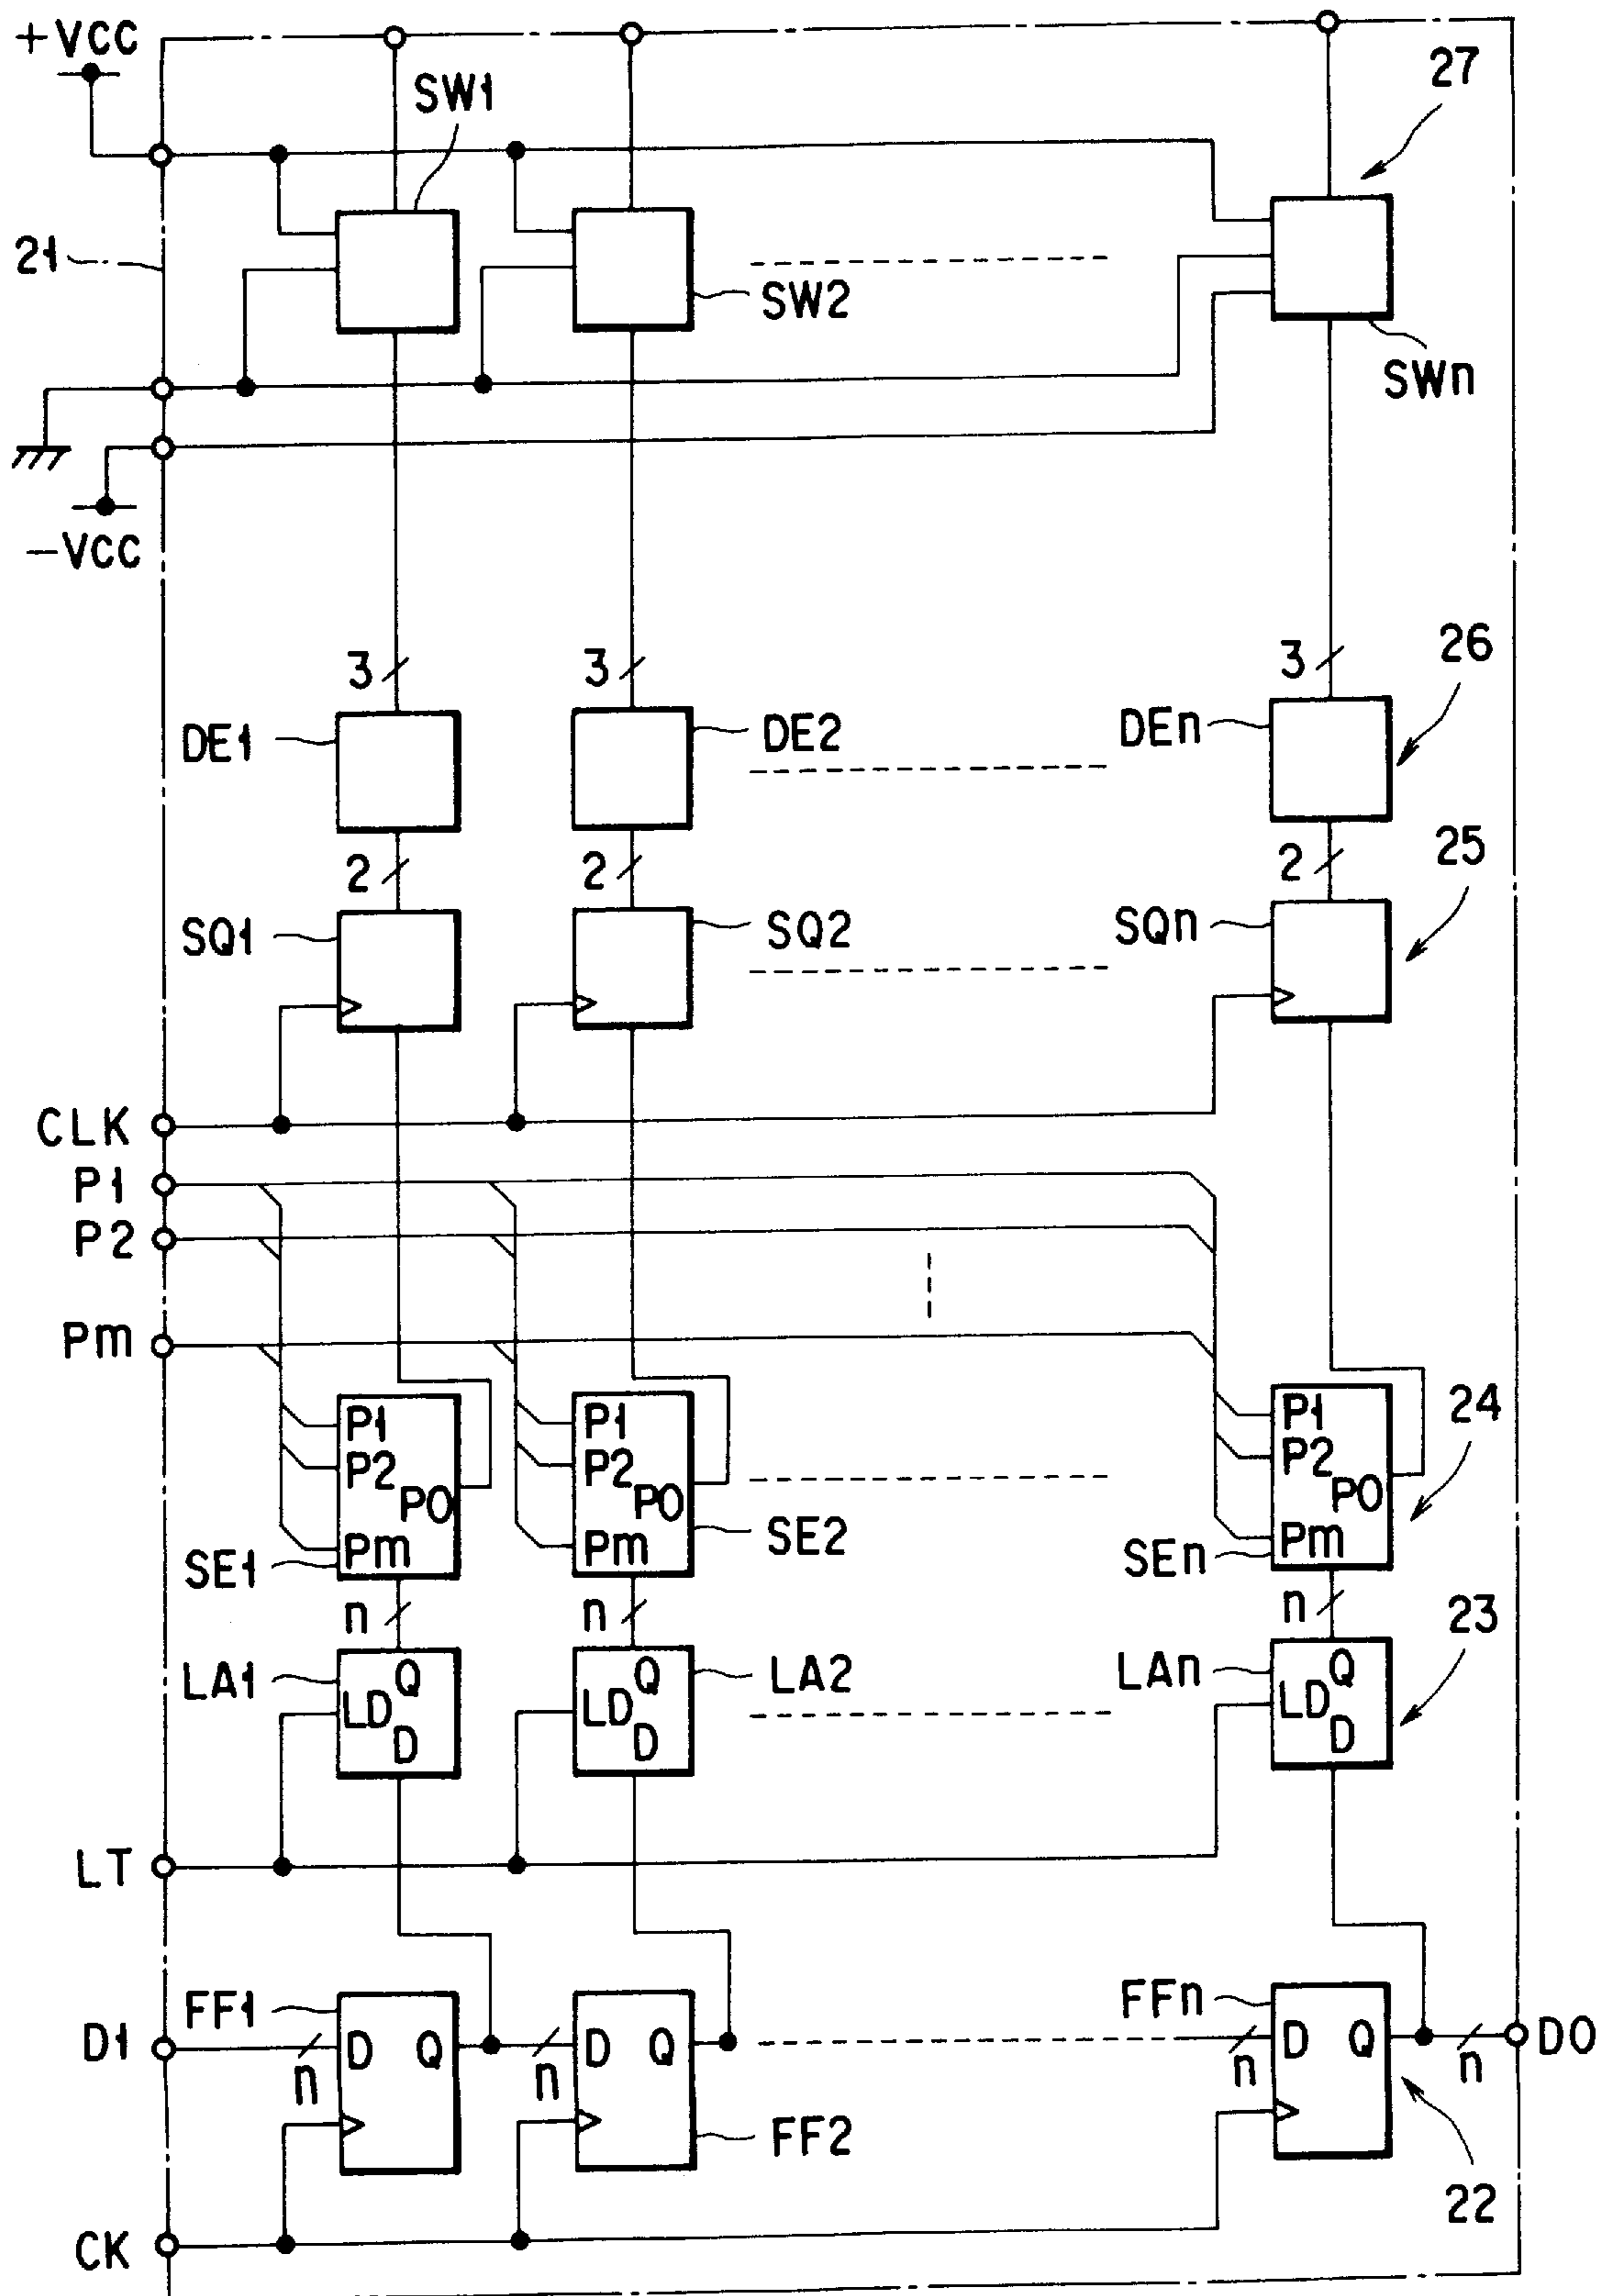 +VCC
SW1
27
21
SW2
SWn
-VCC
3
3
3
26
DE1
DE2
DEn
2
2
2
25
SQ1
SQ2
SQn
CLK
P1
P2
Pm
P1
P2
PO
Pm
P1
P2
PO
Pm
P1
P2
PO
Pm
24
SE1
SE2
SEn
n
n
n
23
LA1
Q
LD
D
Q
LD
D
LA2
LAn
Q
LD
D
LT
FF1
FFn
D1
n
D Q
n
D Q
n
D Q
n
DO
FF2
22
CK